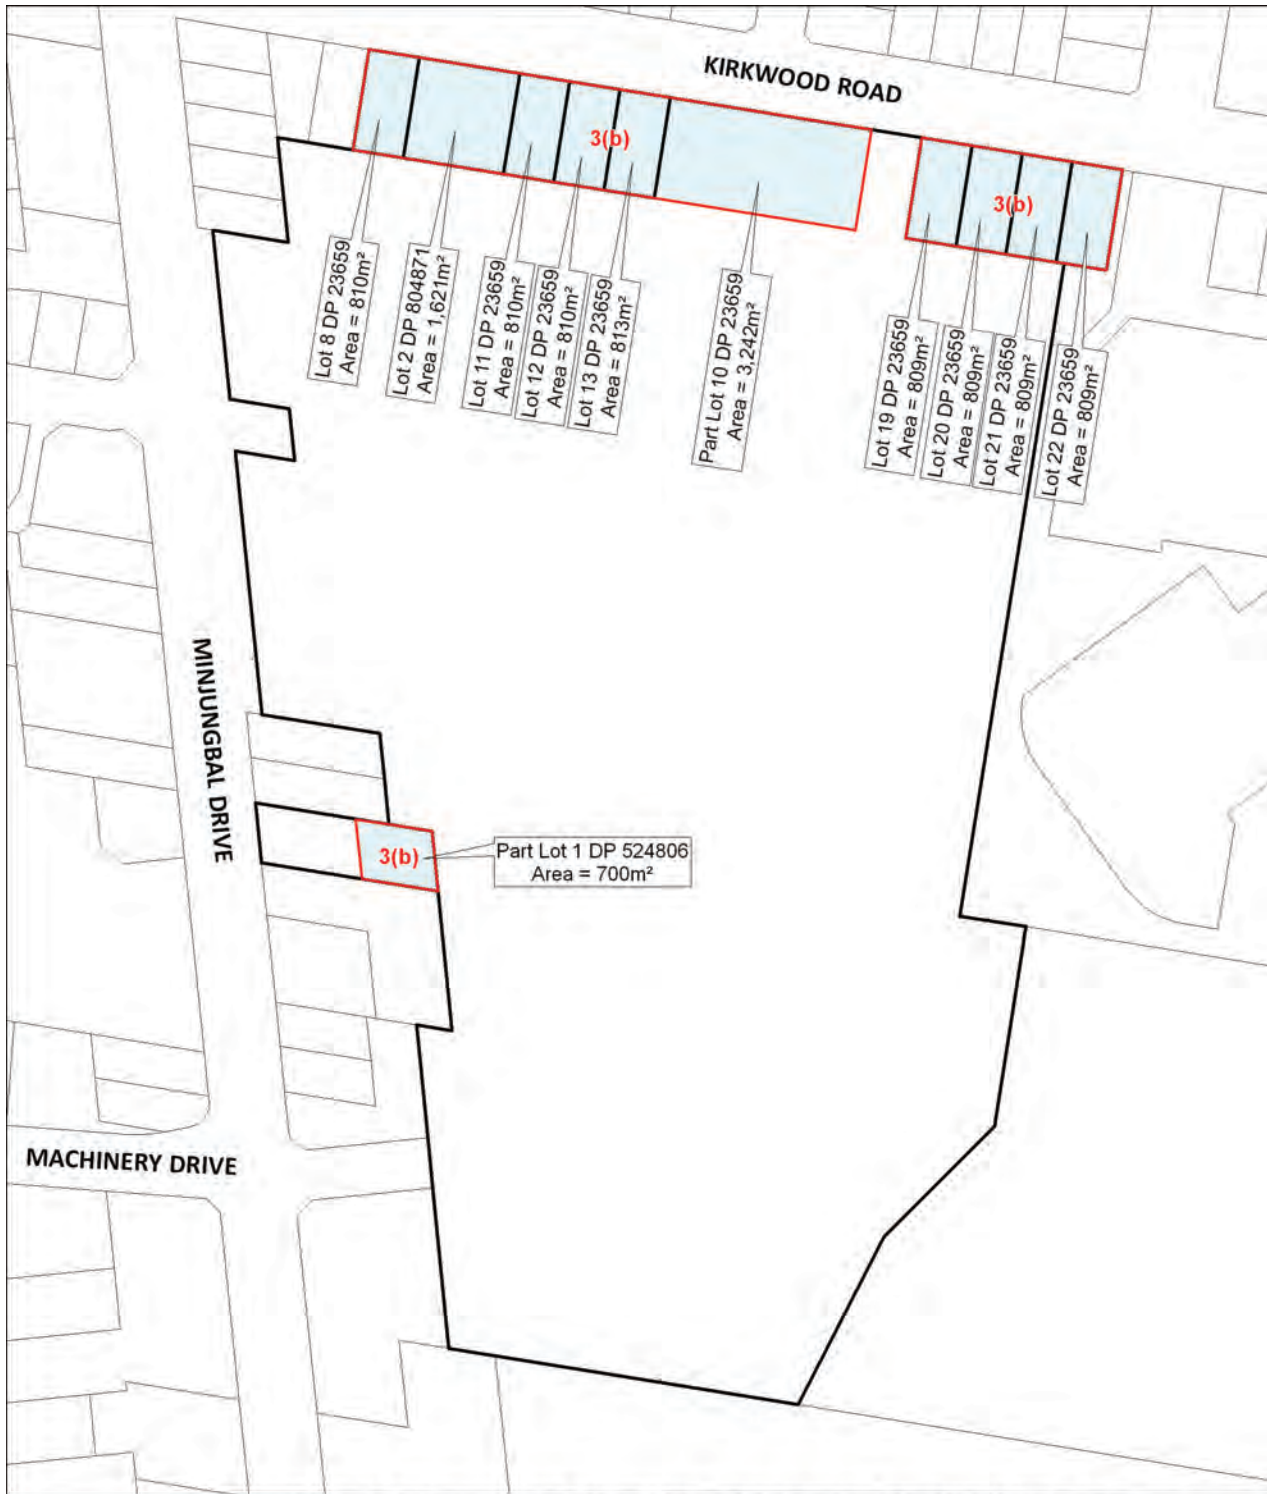 KIRKWOOD ROAD
3(b)
3(b)
Lot 8 DP 23659
Area = 810m²
Lot 2 DP 804871
Area = 1,621m²
Lot 11 DP 23659
Area = 810m²
Lot 12 DP 23659
Area = 810m²
Lot 13 DP 23659
Area = 813m²
Part Lot 10 DP 23659
Area = 3,242m²
Lot 19 DP 23659
Area = 809m²
Lot 20 DP 23659
Area = 809m²
Lot 21 DP 23659
Area = 809m²
Lot 22 DP 23659
Area = 809m²
MINJUNGBAL DRIVE
3(b)
Part Lot 1 DP 524806
Area = 700m²
MACHINERY DRIVE